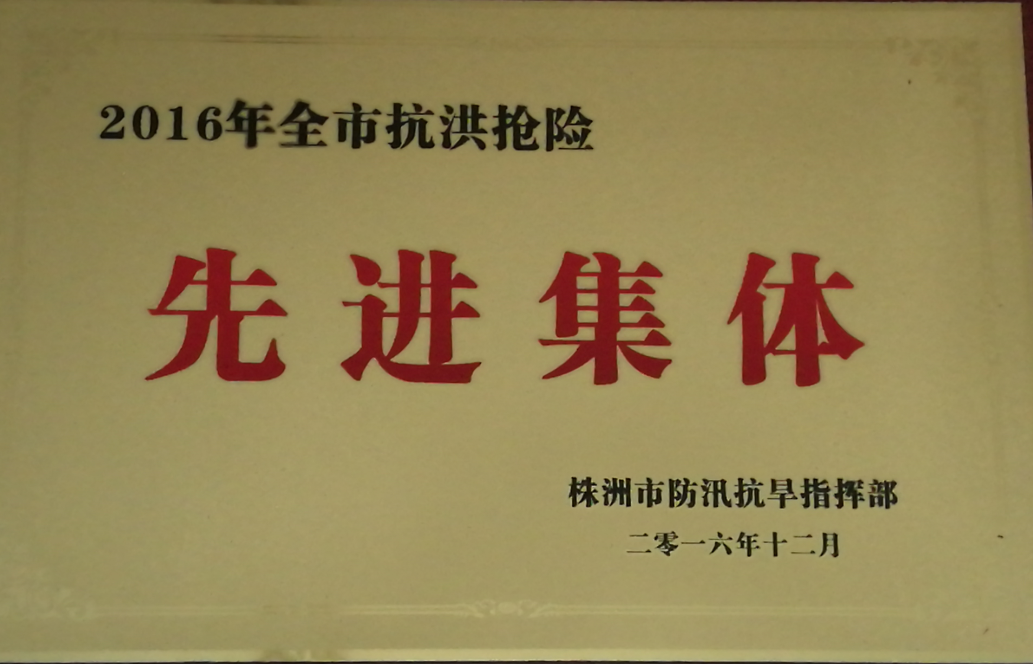 2016年全市抗洪抢险
先进集体
株洲市防汛抗旱指挥部
二零一六年十二月